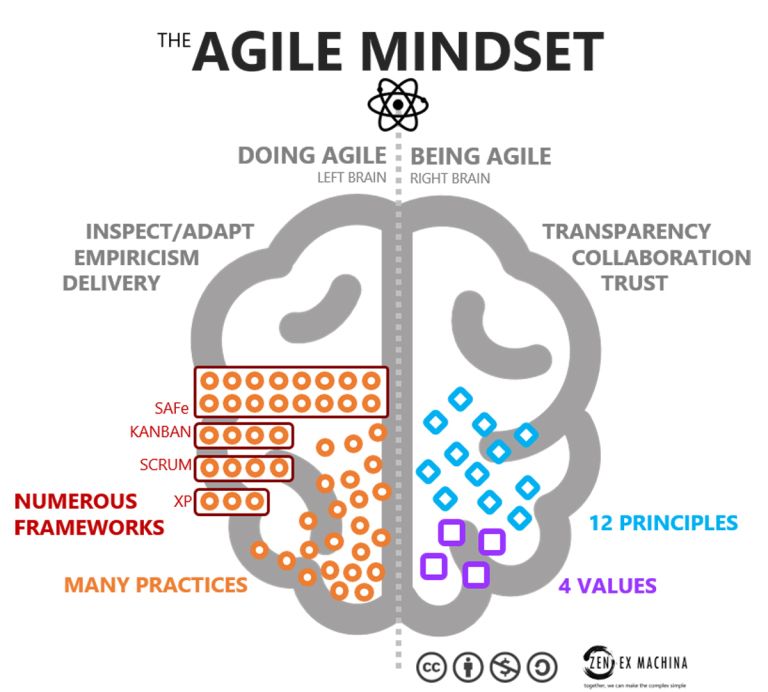 THE AGILE MINDSET
DOING AGILE
LEFT BRAIN
BEING AGILE
RIGHT BRAIN
INSPECT/ADAPT
EMPIRICISM
DELIVERY
TRANSPARENCY
COLLABORATION
TRUST
SAFe
KANBAN
SCRUM
XP
NUMEROUS
FRAMEWORKS
MANY PRACTICES
12 PRINCIPLES
4 VALUES
cc
ZEN EX MACHINA
together, we can make the complex simple